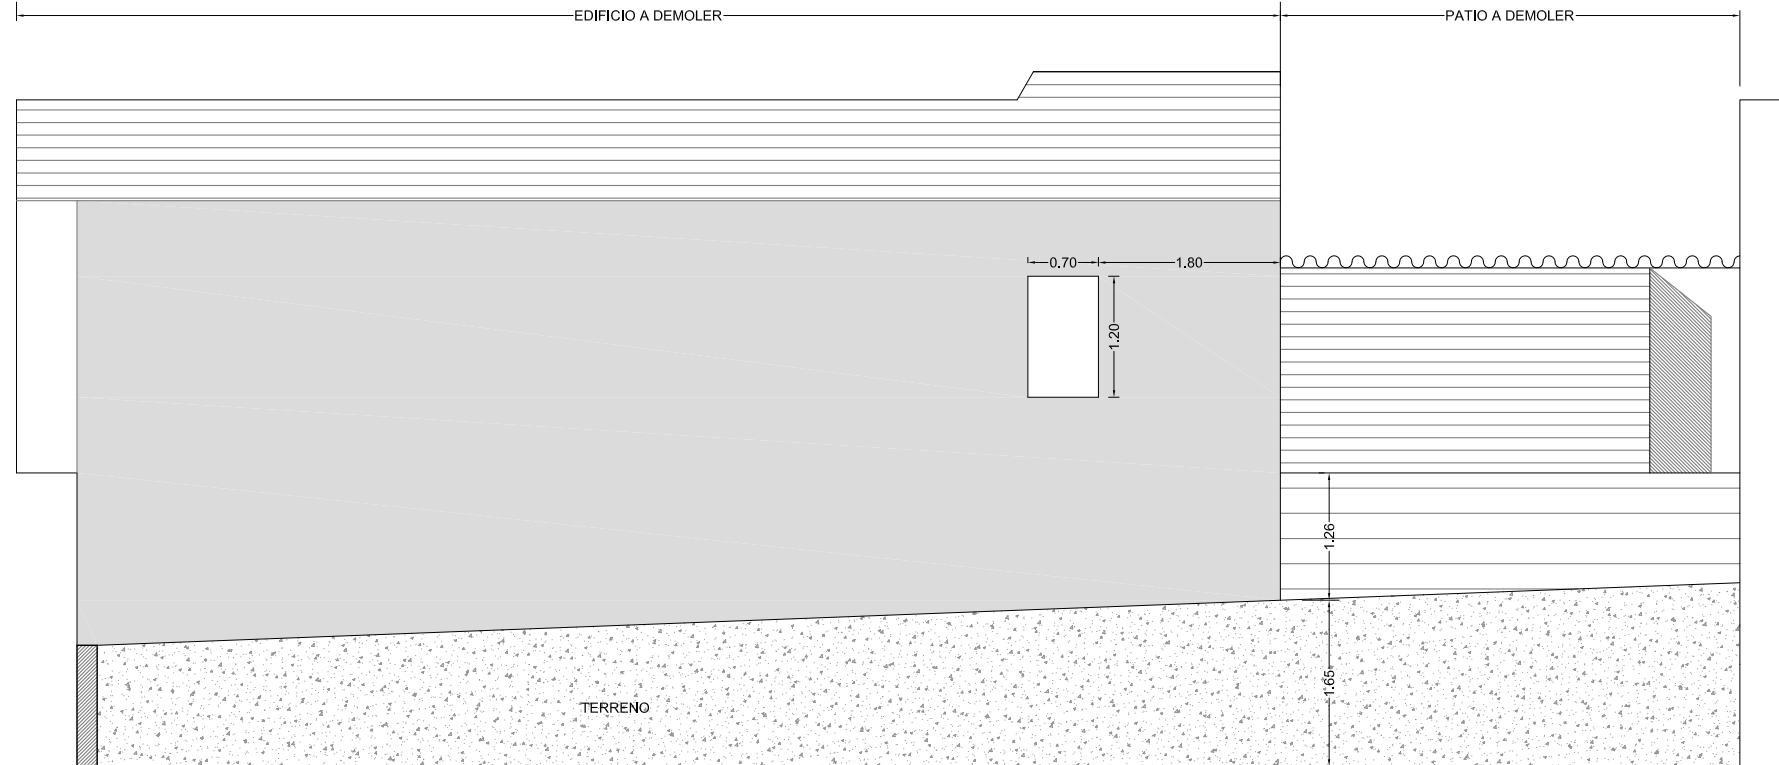 EDIFICIO A DEMOLER
PATIO A DEMOLER
0.70
1.80
1.20
1.26
1.65
TERRENO